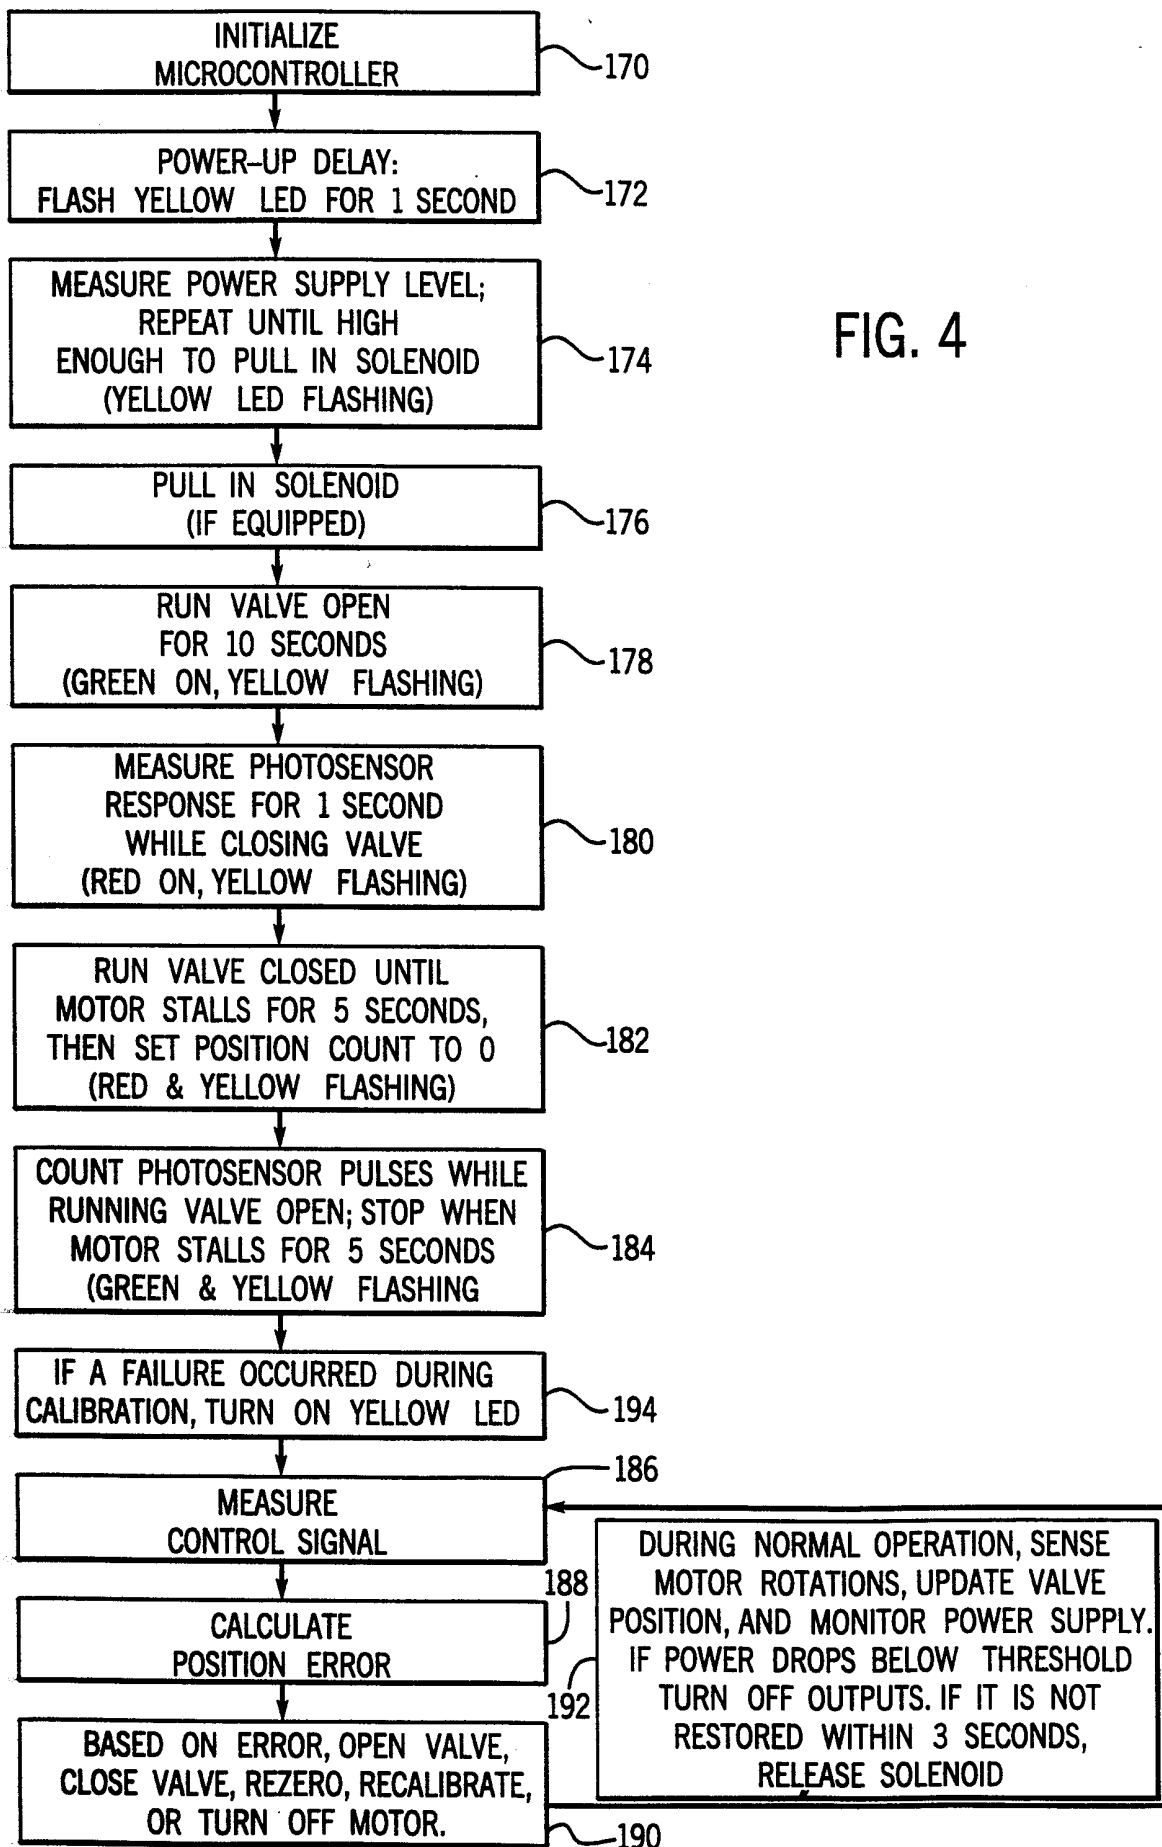 INITIALIZE
MICROCONTROLLER
170
POWER-UP DELAY:
FLASH YELLOW LED FOR 1 SECOND
172
MEASURE POWER SUPPLY LEVEL;
REPEAT UNTIL HIGH
ENOUGH TO PULL IN SOLENOID
(YELLOW LED FLASHING)
174
FIG. 4
PULL IN SOLENOID
(IF EQUIPPED)
176
RUN VALVE OPEN
FOR 10 SECONDS
(GREEN ON, YELLOW FLASHING)
178
MEASURE PHOTOSENSOR
RESPONSE FOR 1 SECOND
WHILE CLOSING VALVE
(RED ON, YELLOW FLASHING)
180
RUN VALVE CLOSED UNTIL
MOTOR STALLS FOR 5 SECONDS,
THEN SET POSITION COUNT TO 0
(RED & YELLOW FLASHING)
182
COUNT PHOTOSENSOR PULSES WHILE
RUNNING VALVE OPEN; STOP WHEN
MOTOR STALLS FOR 5 SECONDS
(GREEN & YELLOW FLASHING
184
IF A FAILURE OCCURRED DURING
CALIBRATION, TURN ON YELLOW LED
194
MEASURE
CONTROL SIGNAL
186
CALCULATE
POSITION ERROR
188
BASED ON ERROR, OPEN VALVE,
CLOSE VALVE, REZERO, RECALIBRATE,
OR TURN OFF MOTOR.
190
DURING NORMAL OPERATION, SENSE
MOTOR ROTATIONS, UPDATE VALVE
POSITION, AND MONITOR POWER SUPPLY.
IF POWER DROPS BELOW THRESHOLD
TURN OFF OUTPUTS. IF IT IS NOT
RESTORED WITHIN 3 SECONDS,
RELEASE SOLENOID
192